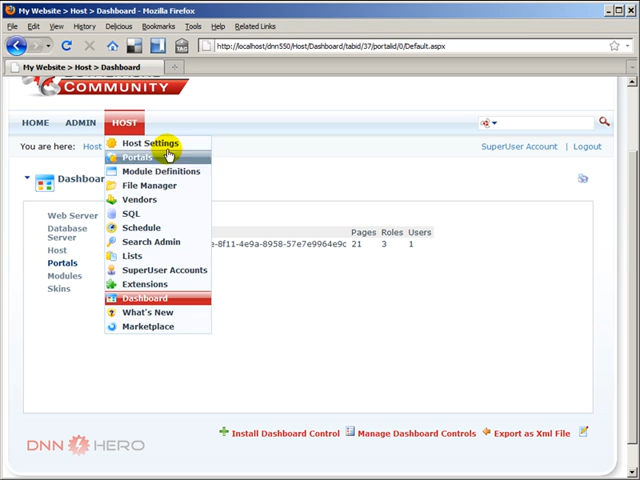 My Website > Host > Dashboard - Mozilla Firefox
File Edit View History Delicious Bookmarks Tools Help Related Links
http://localhost/dnn550/Host/Dashboard/tabid/37/portalid/0/Default.aspx
My Website > Host > Dashboard
COMMUNITY
HOME ADMIN HOST
You are here: Host
SuperUser Account | Logout
Host Settings
Portals
Module Definitions
File Manager
Vendors
SQL
Schedule
Search Admin
Lists
SuperUser Accounts
Extensions
Dashboard
What's New
Marketplace
Dashboar
Web Server
Database
Server
Host
Portals
Modules
Skins
Pages Roles Users
e-8f11-4e9a-8958-57e7e9964e9c 21 3 1
Install Dashboard Control Manage Dashboard Controls Export as Xml File
DNN HERO